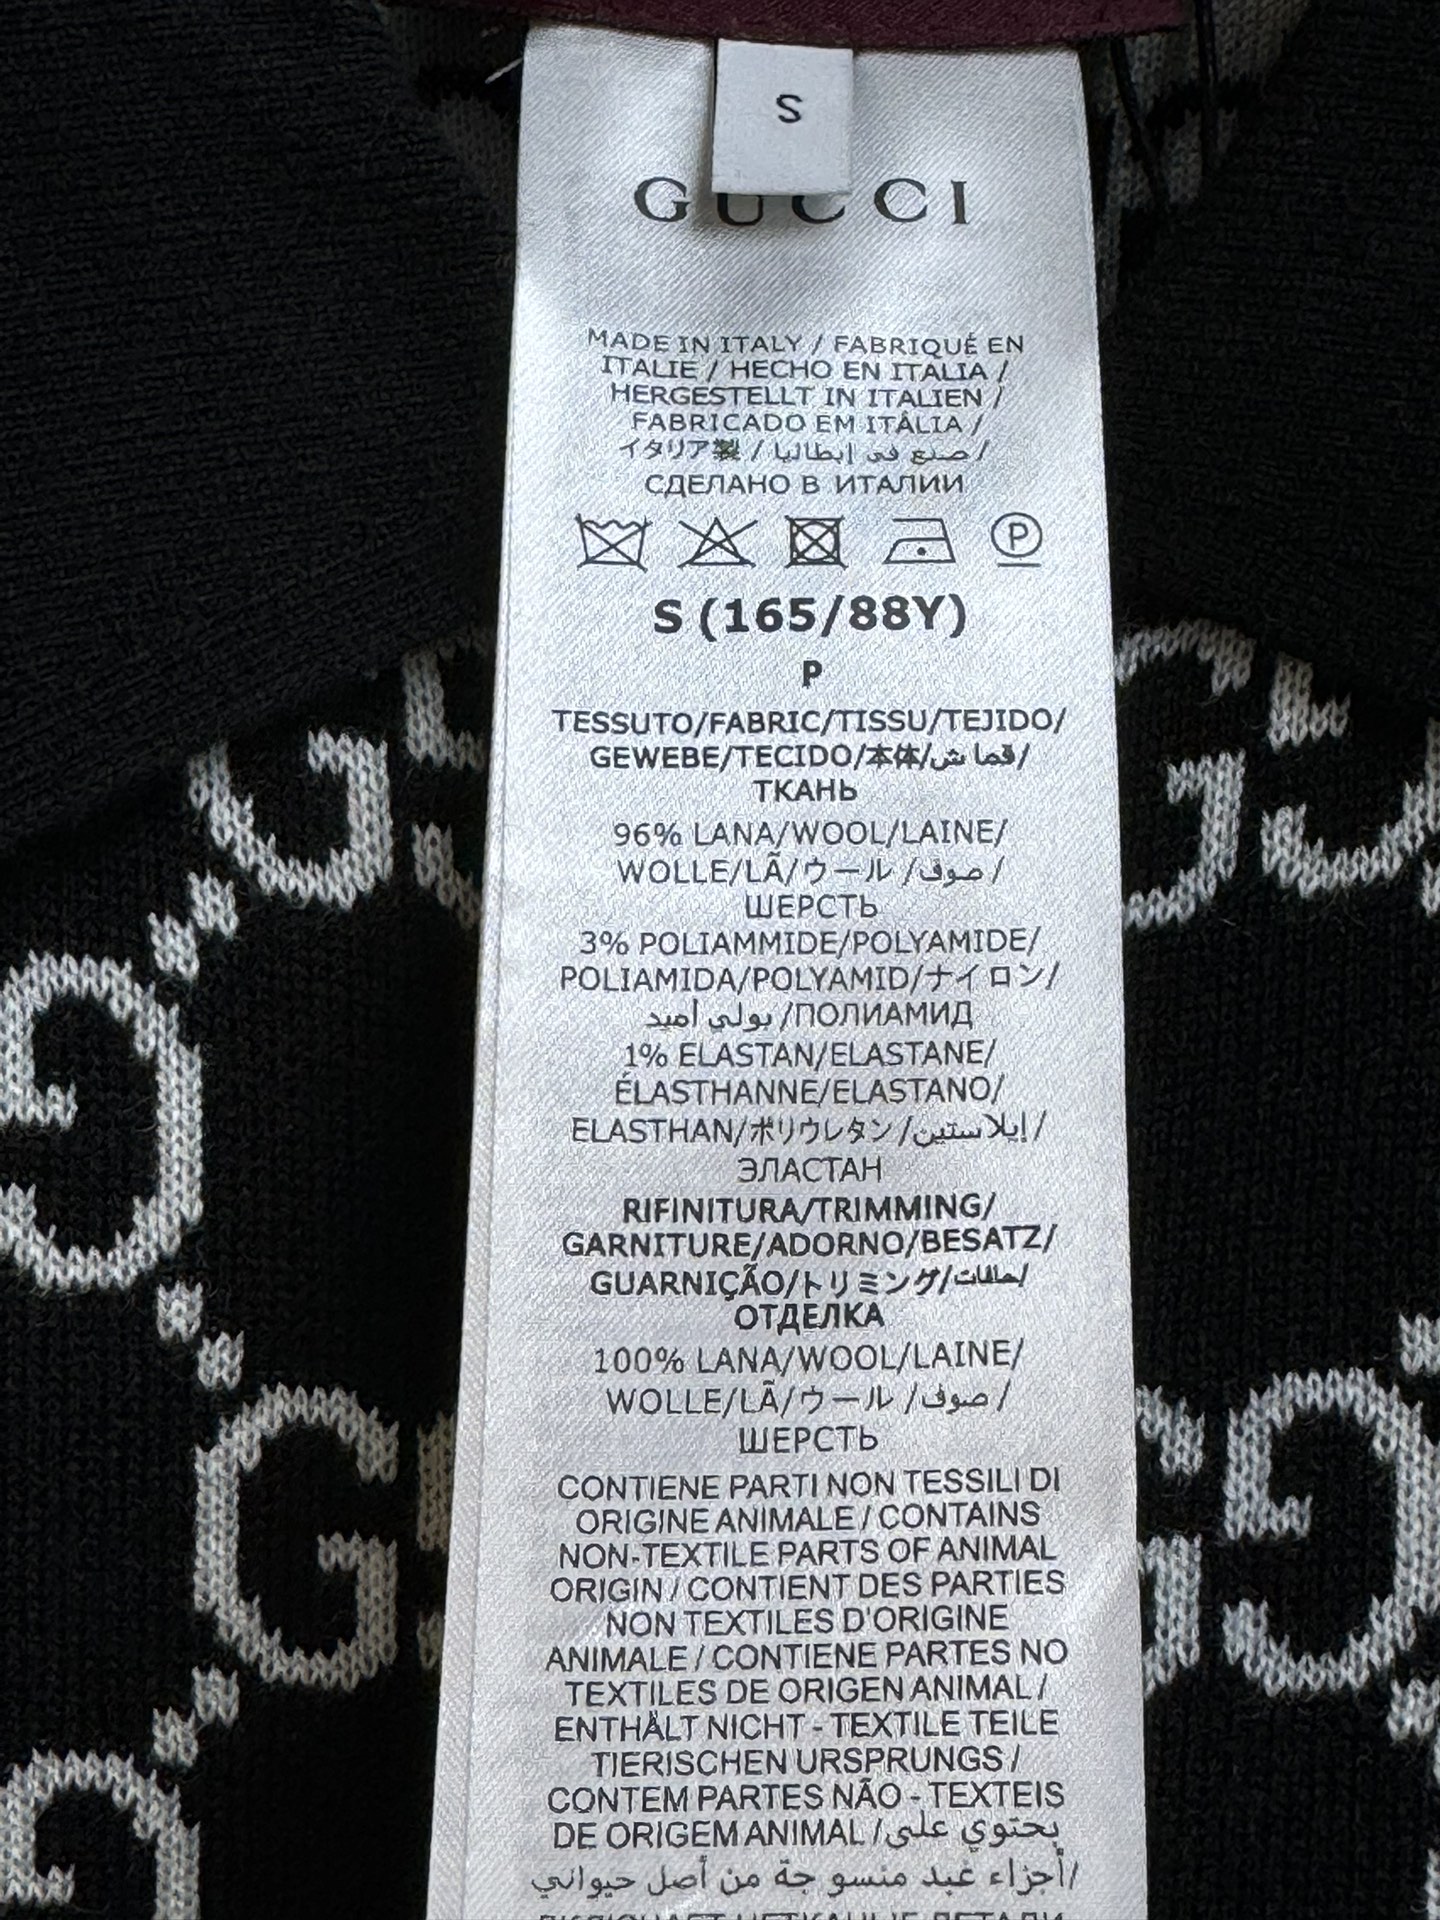 S
GUCCI
MADE IN ITALY / FABRIQUÉ EN
ITALIE / HECHO EN ITALIA /
HERGESTELLT IN ITALIEN /
FABRICADO EM ITÁLIA /
イタリア製 / صنع في إيطاليا /
СДЕЛАНО В ИТАЛИИ
P
S (165/88Y)
P
TESSUTO/FABRIC/TISSU/TEJIDO/
GEWEBE/TECIDO/本体/قماش/
ТКАНЬ
96% LANA/WOOL/LAINE/
WOLLE/LÃ/ウール/صوف/
ШЕРСТЬ
3% POLIAMMIDE/POLYAMIDE/
POLIAMIDA/POLYAMID/ナイロン/
بولي أميد/ПОЛИАМИД
1% ELASTAN/ELASTANE/
ÉLASTHANNE/ELASTANO/
ELASTHAN/ポリウレタン/إيلاستين/
ЭЛАСТАН
RIFINITURA/TRIMMING/
GARNITURE/ADORNO/BESATZ/
GUARNIÇÃO/トリミング/حافات/
ОТДЕЛКА
100% LANA/WOOL/LAINE/
WOLLE/LÃ/ウール/صوف/
ШЕРСТЬ
CONTIENE PARTI NON TESSILI DI
ORIGINE ANIMALE / CONTAINS
NON-TEXTILE PARTS OF ANIMAL
ORIGIN / CONTIENT DES PARTIES
NON TEXTILES D'ORIGINE
ANIMALE / CONTIENE PARTES NO
TEXTILES DE ORIGEN ANIMAL /
ENTHÄLT NICHT - TEXTILE TEILE
TIERISCHEN URSPRUNGS /
CONTEM PARTES NÃO - TEXTEIS
DE ORIGEM ANIMAL / يحتوي على
أجزاء غيد منسو جة من أصل حيواني/